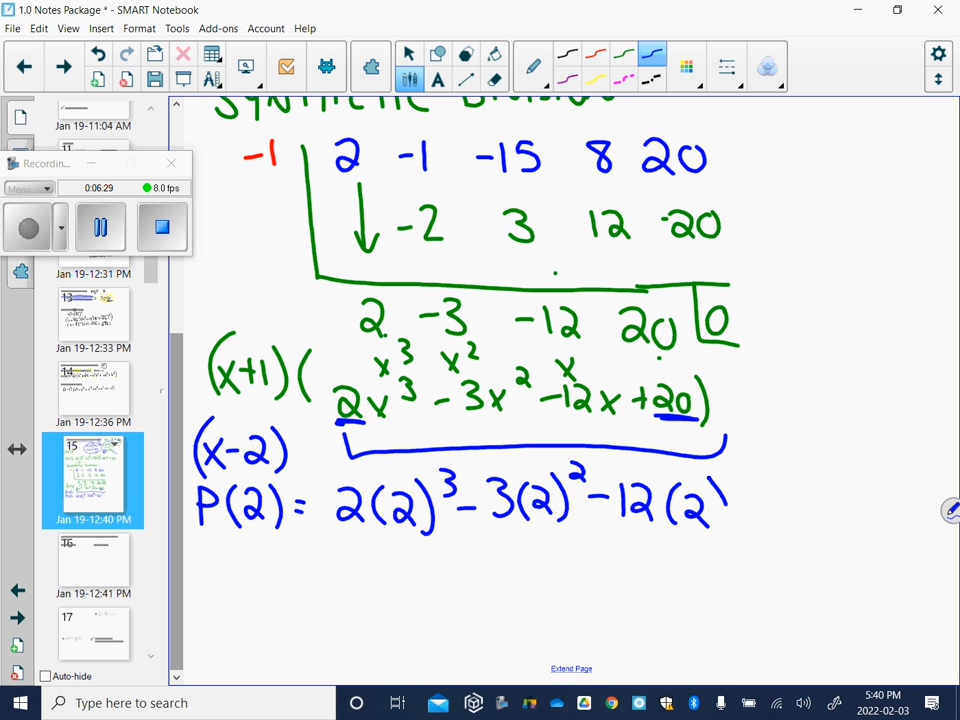 1.0 Notes Package * - SMART Notebook
File Edit View Insert Format Tools Add-ons Account Help
Jan 19-11:04 AM
Recordin...
Menu
0:06:29
8.0 fps
Jan 19-12:31 PM
13
Jan 19-12:33 PM
14
Jan 19-12:36 PM
15
Jan 19-12:40 PM
16
Jan 19-12:41 PM
17
Auto-hide
SYNTHETIC DIVISION
-1 2 -1 -15 8 20
-2 3 12 -20
2 -3 -12 20 0
x³ x² x
(x+1)(2x³ - 3x² - 12x + 20)
(x-2)
P(2) = 2(2)³ - 3(2)² - 12(2)
Extend Page
Type here to search
5:40 PM
2022-02-03